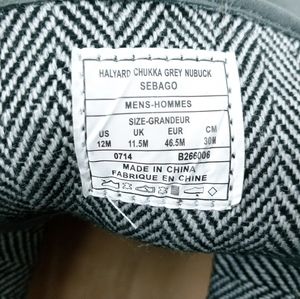 HALYARD CHUKKA GREY NUBUCK
SEBAGO
MENS-HOMMES
SIZE-GRANDEUR
US UK EUR CM
12M 11.5M 46.5M 30M
0714 B266006
MADE IN CHINA
FABRIQUE EN CHINE